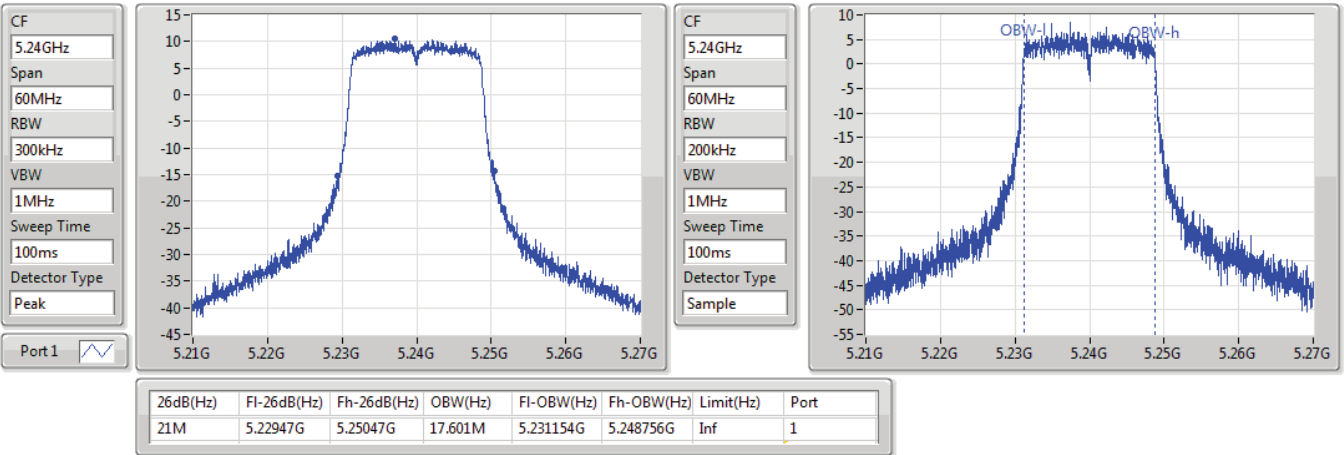 CF
5.24GHz
Span
60MHz
RBW
300kHz
VBW
1MHz
Sweep Time
100ms
Detector Type
Peak
Port 1
15
10
5
0
-5
-10
-15
-20
-25
-30
-35
-40
-45
5.21G 5.22G 5.23G 5.24G 5.25G 5.26G 5.27G
CF
5.24GHz
Span
60MHz
RBW
200kHz
VBW
1MHz
Sweep Time
100ms
Detector Type
Sample
OBW-l OBW-h
10
5
0
-5
-10
-15
-20
-25
-30
-35
-40
-45
-50
-55
5.21G 5.22G 5.23G 5.24G 5.25G 5.26G 5.27G
26dB(Hz) Fl-26dB(Hz) Fh-26dB(Hz) OBW(Hz) Fl-OBW(Hz) Fh-OBW(Hz) Limit(Hz) Port
21M 5.22947G 5.25047G 17.601M 5.231154G 5.248756G Inf 1